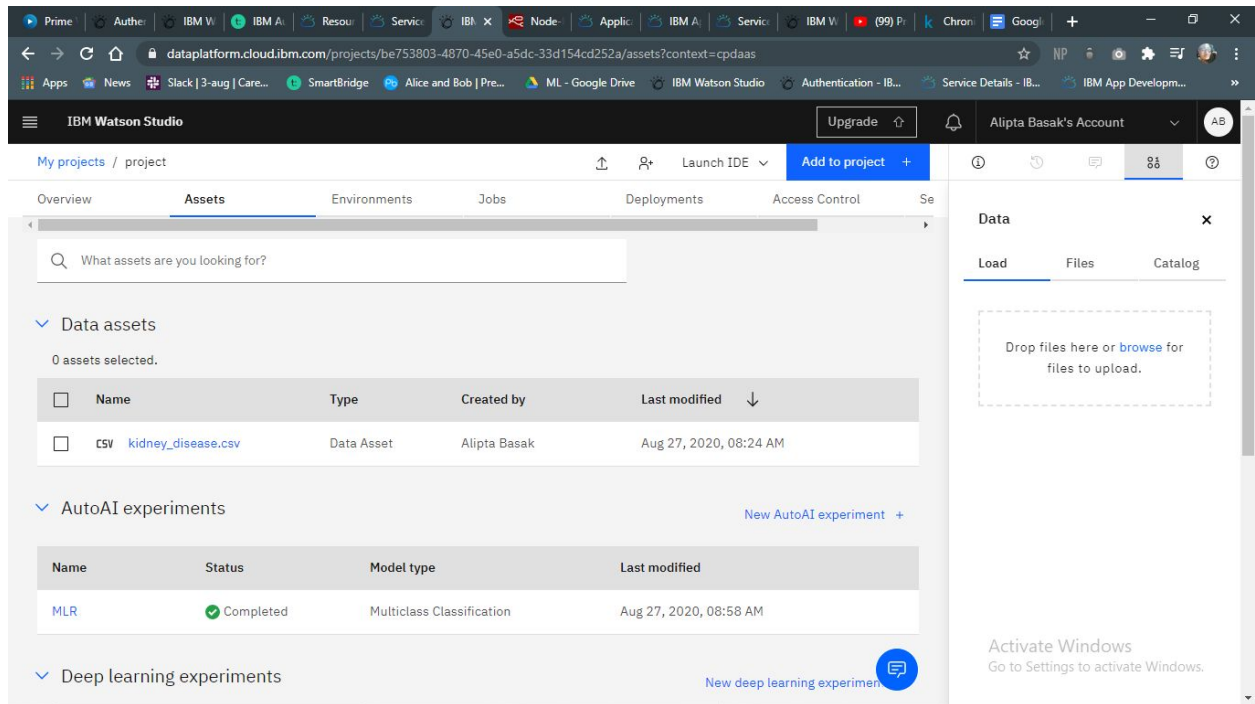 Prime
Auther
IBM W
IBM Au
Resour
Service
IBM
Node-
Applic
IBM A
Service
IBM W
(99) Pr
Chroni
Googl
dataplatform.cloud.ibm.com/projects/be753803-4870-45e0-a5dc-33d154cd252a/assets?context=cpdaas
NP
Apps News Slack | 3-aug | Care... SmartBridge Alice and Bob | Pre... ML - Google Drive IBM Watson Studio Authentication - IB... Service Details - IB... IBM App Developm... »
IBM Watson Studio Upgrade Alipta Basak's Account AB
My projects / project Launch IDE Add to project +
Overview Assets Environments Jobs Deployments Access Control Se
What assets are you looking for?
Data assets
0 assets selected.
Name Type Created by Last modified
CSV kidney_disease.csv Data Asset Alipta Basak Aug 27, 2020, 08:24 AM
AutoAI experiments New AutoAI experiment +
Name Status Model type Last modified
MLR Completed Multiclass Classification Aug 27, 2020, 08:58 AM
Deep learning experiments New deep learning experimen
Data
Load Files Catalog
Drop files here or browse for
files to upload.
Activate Windows
Go to Settings to activate Windows.